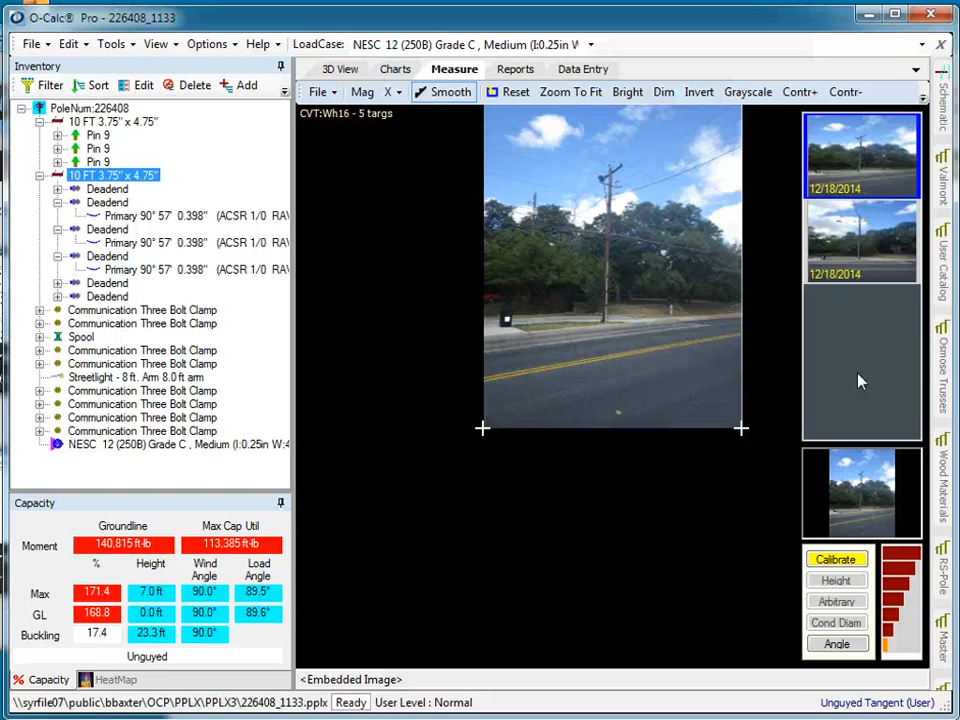 O-Calc® Pro - 226408_1133
File Edit Tools View Options Help LoadCase: NESC 12 (250B) Grade C , Medium (I:0.25in W
Inventory
Filter Sort Edit Delete Add
PoleNum:226408
10 FT 3.75" x 4.75"
Pin 9
Pin 9
Pin 9
10 FT 3.75" x 4.75"
Deadend
Deadend
Primary 90° 57' 0.398" (ACSR 1/0 RAV
Deadend
Primary 90° 57' 0.398" (ACSR 1/0 RAV
Deadend
Primary 90° 57' 0.398" (ACSR 1/0 RAV
Deadend
Deadend
Communication Three Bolt Clamp
Communication Three Bolt Clamp
Spool
Communication Three Bolt Clamp
Communication Three Bolt Clamp
Streetlight - 8 ft. Arm 8.0 ft arm
Communication Three Bolt Clamp
Communication Three Bolt Clamp
Communication Three Bolt Clamp
Communication Three Bolt Clamp
NESC 12 (250B) Grade C, Medium (I:0.25in W:4
Capacity
Groundline Max Cap Util
Moment 140,815 ft-lb 113,385 ft-lb
% Height Wind Angle Load Angle
Max 171.4 7.0 ft 90.0° 89.5°
GL 168.8 0.0 ft 90.0° 89.6°
Buckling 17.4 23.3 ft 90.0°
Unguyed
% Capacity HeatMap
3D View Charts Measure Reports Data Entry
File Mag X Smooth Reset Zoom To Fit Bright Dim Invert Grayscale Contr+ Contr-
CVT:Wh16 - 5 targs
12/18/2014
12/18/2014
Calibrate
Height
Arbitrary
Cond Diam
Angle
<Embedded Image>
Schematic
Valmont
User Catalog
Osmose Trusses
Wood Materials
RS-Pole
Master
\\syrfile07\public\bbaxter\OCP\PPLX\PPLX3\226408_1133.pplx Ready User Level : Normal Unguyed Tangent (User)